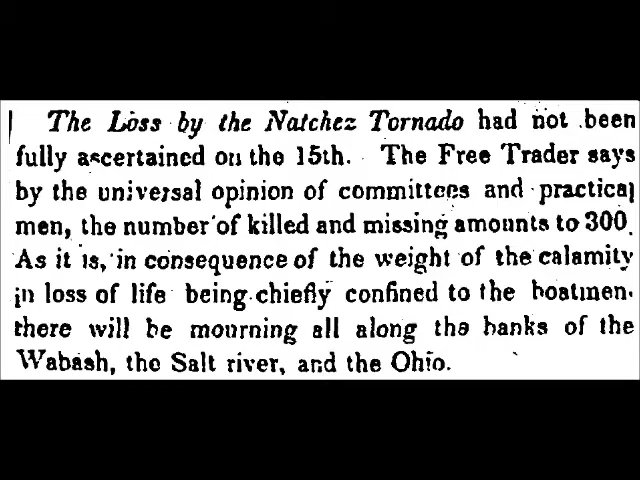 The Loss by the Natchez Tornado had not been
fully ascertained on the 15th. The Free Trader says
by the universal opinion of committees and practical
men, the number of killed and missing amounts to 300.
As it is, in consequence of the weight of the calamity
in loss of life being chiefly confined to the boatmen.
there will be mourning all along the banks of the
Wabash, the Salt river, and the Ohio.